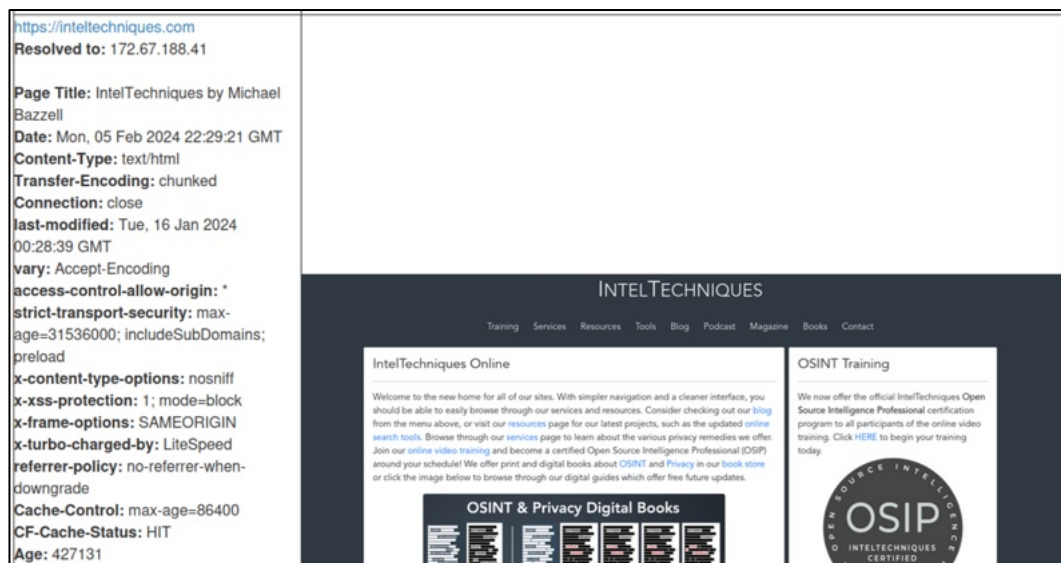 https://inteltechniques.com
Resolved to: 172.67.188.41
Page Title: IntelTechniques by Michael
Bazzell
Date: Mon, 05 Feb 2024 22:29:21 GMT
Content-Type: text/html
Transfer-Encoding: chunked
Connection: close
last-modified: Tue, 16 Jan 2024
00:28:39 GMT
vary: Accept-Encoding
access-control-allow-origin: *
strict-transport-security: max-
age=31536000; includeSubDomains;
preload
x-content-type-options: nosniff
x-xss-protection: 1; mode=block
x-frame-options: SAMEORIGIN
x-turbo-charged-by: LiteSpeed
referrer-policy: no-referrer-when-
downgrade
Cache-Control: max-age=86400
CF-Cache-Status: HIT
Age: 427131
INTELTECHNIQUES
Training Services Resources Tools Blog Podcast Magazine Books Contact
IntelTechniques Online
Welcome to the new home for all of our sites. With simpler navigation and a cleaner interface, you
should be able to easily browse through our services and resources. Consider checking out our blog
from the menu above, or visit our resources page for our latest projects, such as the updated online
search tools. Browse through our services page to learn about the various privacy remedies we offer.
Join our online video training and become a certified Open Source Intelligence Professional (OSIP)
around your schedule! We offer print and digital books about OSINT and Privacy in our book store
or click the image below to browse through our digital guides which offer free future updates.
OSINT & Privacy Digital Books
OSINT Training
We now offer the official IntelTechniques Open
Source Intelligence Professional certification
program to all participants of the online video
training. Click HERE to begin your training
today.
OPEN SOURCE INTELLIGENCE
OSIP
INTELTECHNIQUES
CERTIFIED